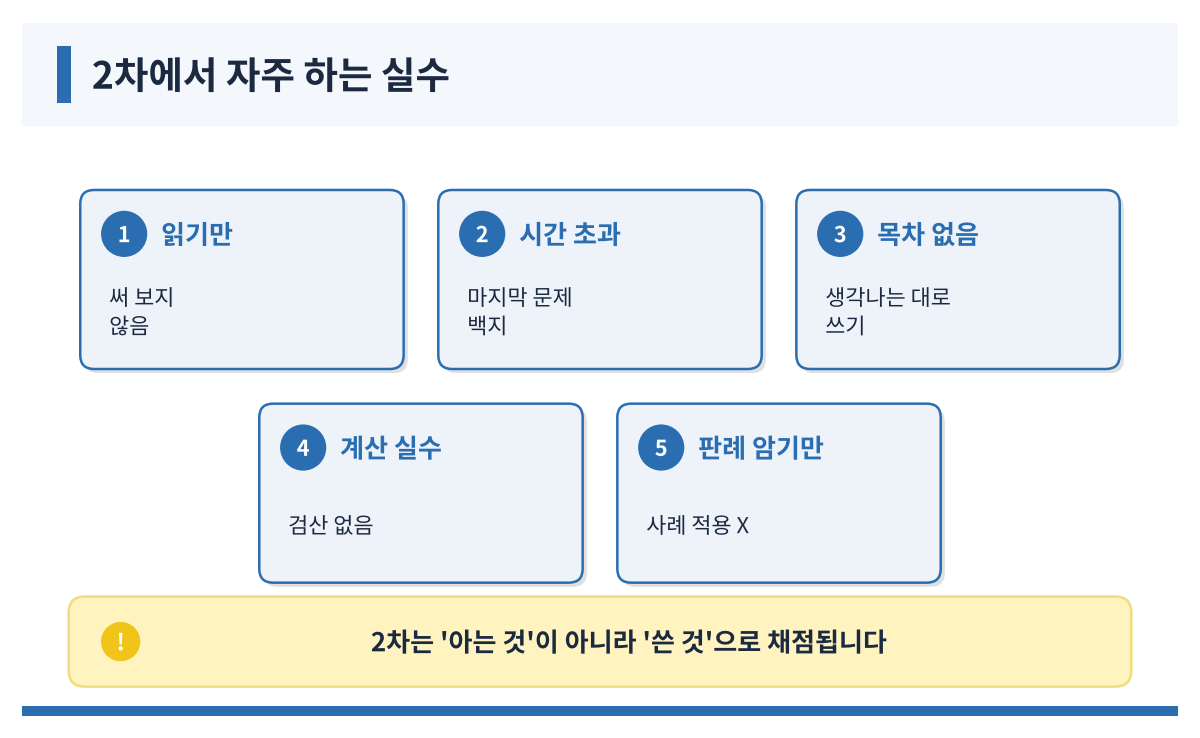 2차에서 자주 하는 실수
1 읽기만
써 보지
않음
2 시간 초과
마지막 문제
백지
3 목차 없음
생각나는 대로
쓰기
4 계산 실수
검산 없음
5 판례 암기만
사례 적용 X
! 2차는 '아는 것'이 아니라 '쓴 것'으로 채점됩니다